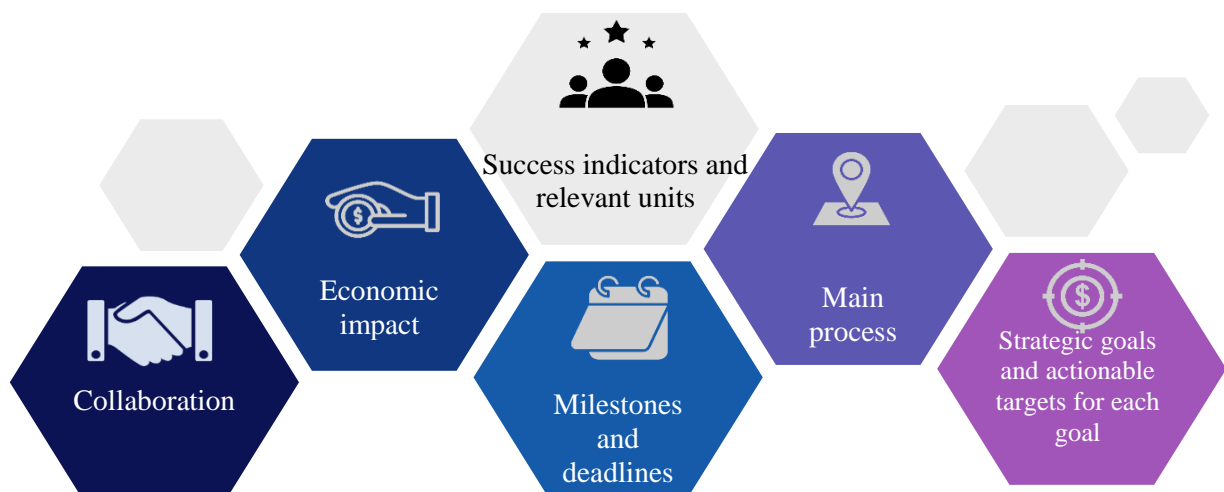 Collaboration
Economic
impact
Success indicators and
relevant units
Milestones
and
deadlines
Main
process
Strategic goals
and actionable
targets for each
goal